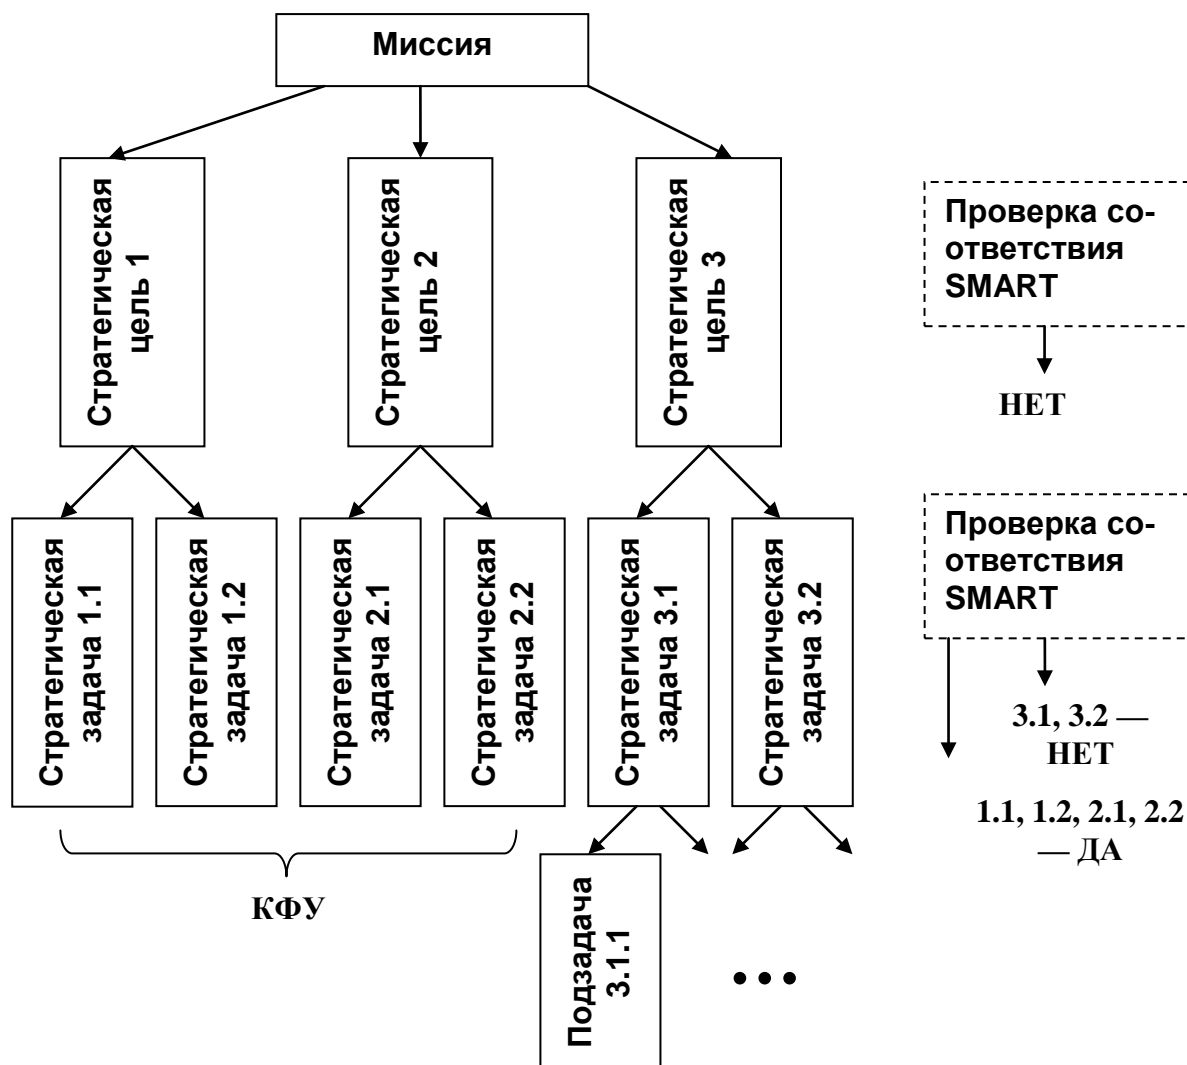 Миссия
Стратегическая
цель 1
Стратегическая
цель 2
Стратегическая
цель 3
Проверка со-
ответствия
SMART
НЕТ
Стратегическая
задача 1.1
Стратегическая
задача 1.2
Стратегическая
задача 2.1
Стратегическая
задача 2.2
Стратегическая
задача 3.1
Стратегическая
задача 3.2
Проверка со-
ответствия
SMART
3.1, 3.2 —
НЕТ
1.1, 1.2, 2.1, 2.2
— ДА
КФУ
Подзадача
3.1.1
•••